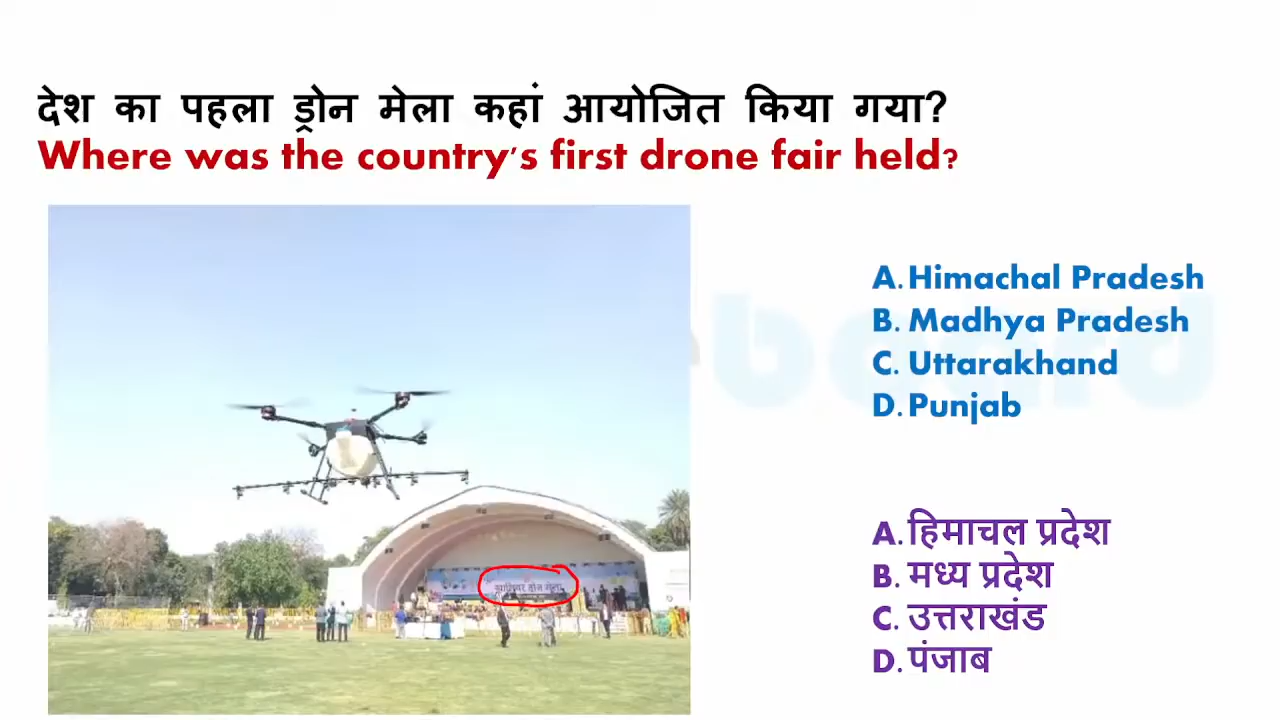 देश का पहला ड्रोन मेला कहां आयोजित किया गया?
Where was the country's first drone fair held?
A. Himachal Pradesh
B. Madhya Pradesh
C. Uttarakhand
D. Punjab
ग्वालियर ड्रोन मेला
A. हिमाचल प्रदेश
B. मध्य प्रदेश
C. उत्तराखंड
D. पंजाब